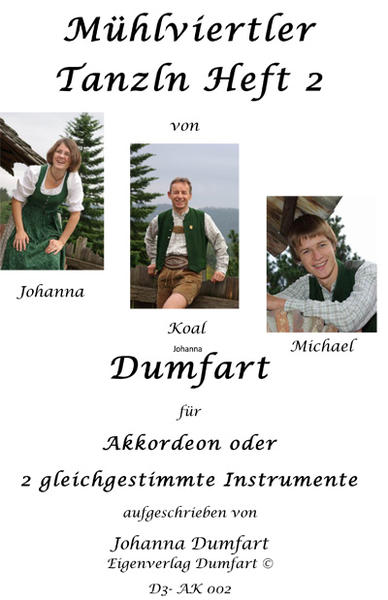 Mühlviertler
Tanzln Heft 2
von
Johanna
Koal
Michael
Johanna
Dumfart
für
Akkordeon oder
2 gleichgestimmte Instrumente
aufgeschrieben von
Johanna Dumfart
Eigenverlag Dumfart ©
D3- AK 002